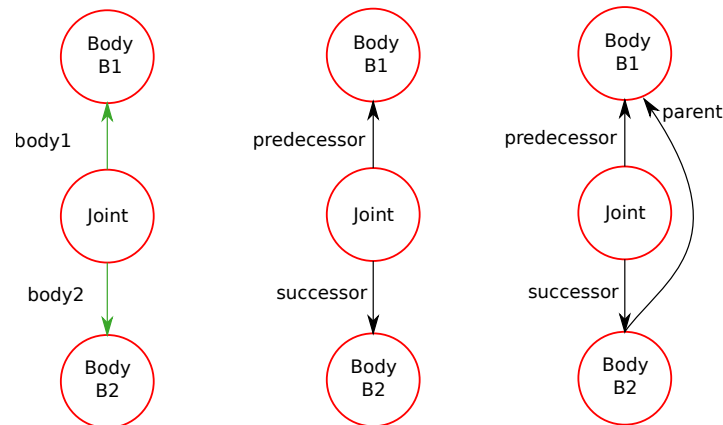 Body
B1
body1
Joint
body2
Body
B2
Body
B1
predecessor
Joint
successor
Body
B2
Body
B1
parent
predecessor
Joint
successor
Body
B2